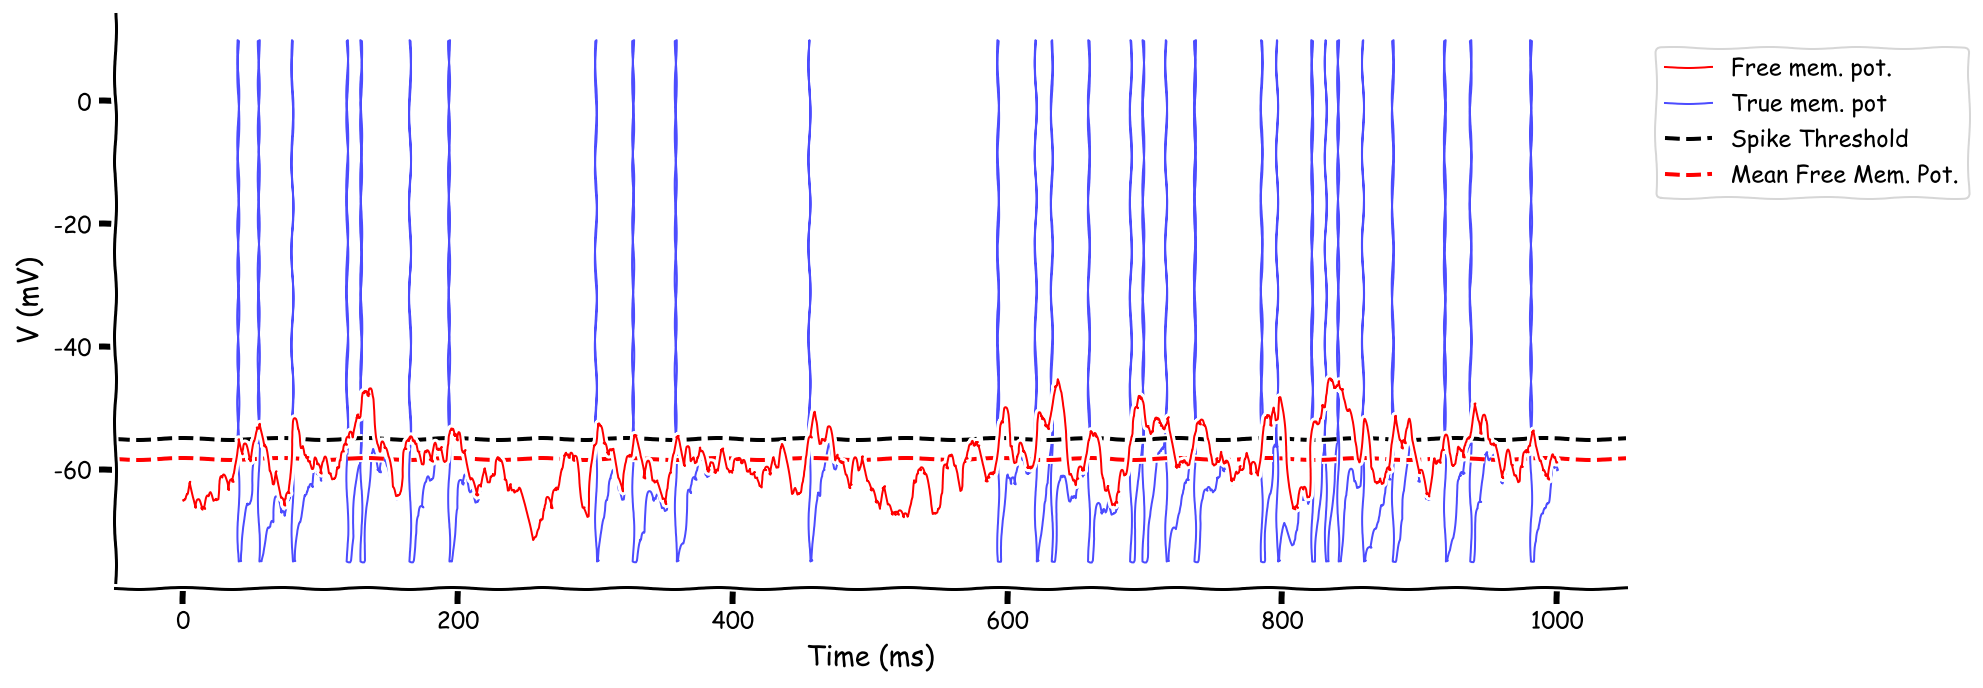 0
-20
-40
-60
V (mV)
0
200
400
600
800
1000
Time (ms)
Free mem. pot.
True mem. pot
Spike Threshold
Mean Free Mem. Pot.